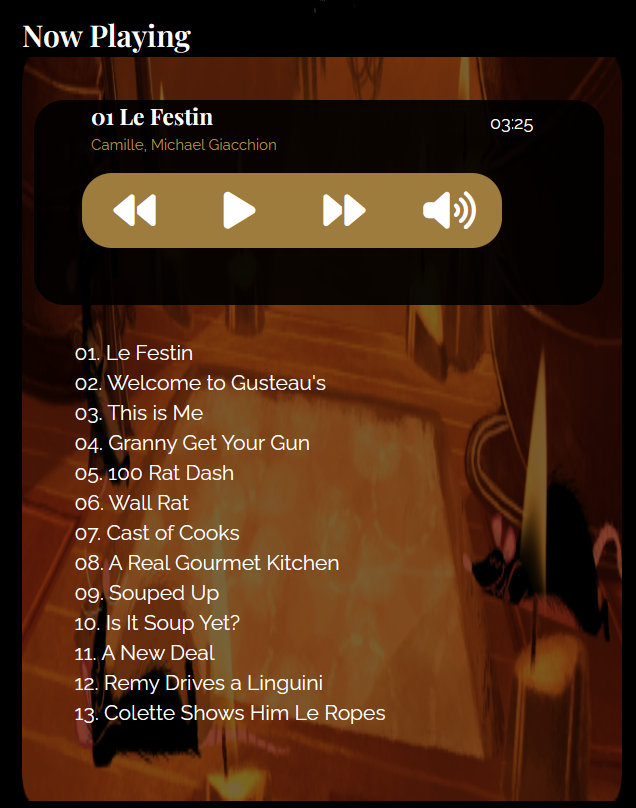 Now Playing
01 Le Festin
03:25
Camille, Michael Giacchion
01. Le Festin
02. Welcome to Gusteau's
03. This is Me
04. Granny Get Your Gun
05. 100 Rat Dash
06. Wall Rat
07. Cast of Cooks
08. A Real Gourmet Kitchen
09. Souped Up
10. Is It Soup Yet?
11. A New Deal
12. Remy Drives a Linguini
13. Colette Shows Him Le Ropes